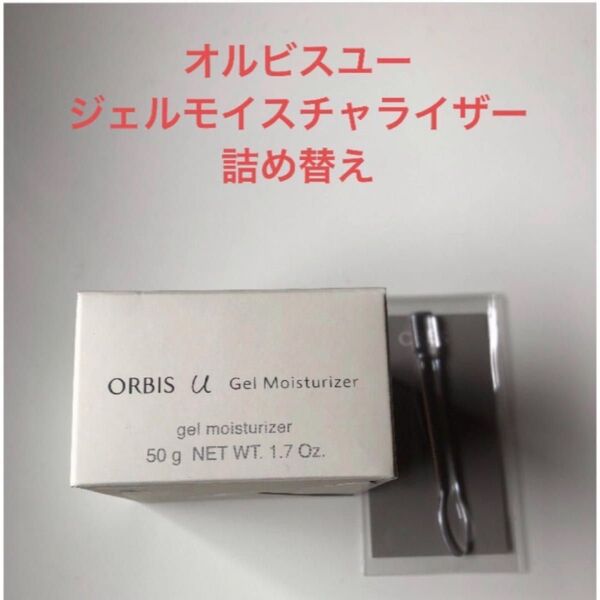 オルビスユー
ジェルモイスチャライザー
詰め替え
ORBIS u Gel Moisturizer
gel moisturizer
50 g NET WT. 1.7 Oz.